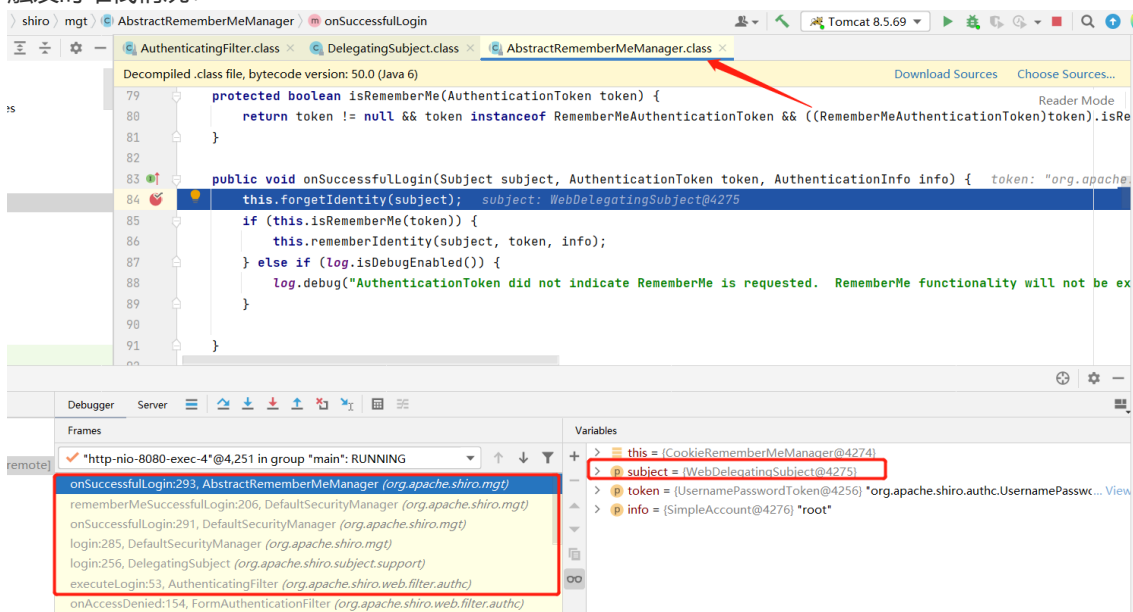 shiro mgt AbstractRememberMeManager onSuccessfulLogin Tomcat 8.5.69
AuthenticatingFilter.class DelegatingSubject.class AbstractRememberMeManager.class
Decompiled .class file, bytecode version: 50.0 (Java 6) Download Sources Choose Sources...
Reader Mode
79 protected boolean isRememberMe(AuthenticationToken token) {
80 return token != null && token instanceof RememberMeAuthenticationToken && ((RememberMeAuthenticationToken)token).isRe
81 }
82
83 public void onSuccessfulLogin(Subject subject, AuthenticationToken token, AuthenticationInfo info) { token: "org.apache.
84 this.forgetIdentity(subject); subject: WebDelegatingSubject@4275
85 if (this.isRememberMe(token)) {
86 this.rememberIdentity(subject, token, info);
87 } else if (log.isDebugEnabled()) {
88 log.debug("AuthenticationToken did not indicate RememberMe is requested. RememberMe functionality will not be ex
89 }
90
91 }
Debugger Server
Frames Variables
remote] "http-nio-8080-exec-4"@4,251 in group "main": RUNNING
this = {CookieRememberMeManager@4274}
subject = {WebDelegatingSubject@4275}
token = {UsernamePasswordToken@4256} "org.apache.shiro.authc.UsernamePasswc... View
info = {SimpleAccount@4276} "root"
onSuccessfulLogin:293, AbstractRememberMeManager (org.apache.shiro.mgt)
rememberMeSuccessfulLogin:206, DefaultSecurityManager (org.apache.shiro.mgt)
onSuccessfulLogin:291, DefaultSecurityManager (org.apache.shiro.mgt)
login:285, DefaultSecurityManager (org.apache.shiro.mgt)
login:256, DelegatingSubject (org.apache.shiro.subject.support)
executeLogin:53, AuthenticatingFilter (org.apache.shiro.web.filter.authc)
onAccessDenied:154, FormAuthenticationFilter (org.apache.shiro.web.filter.authc)